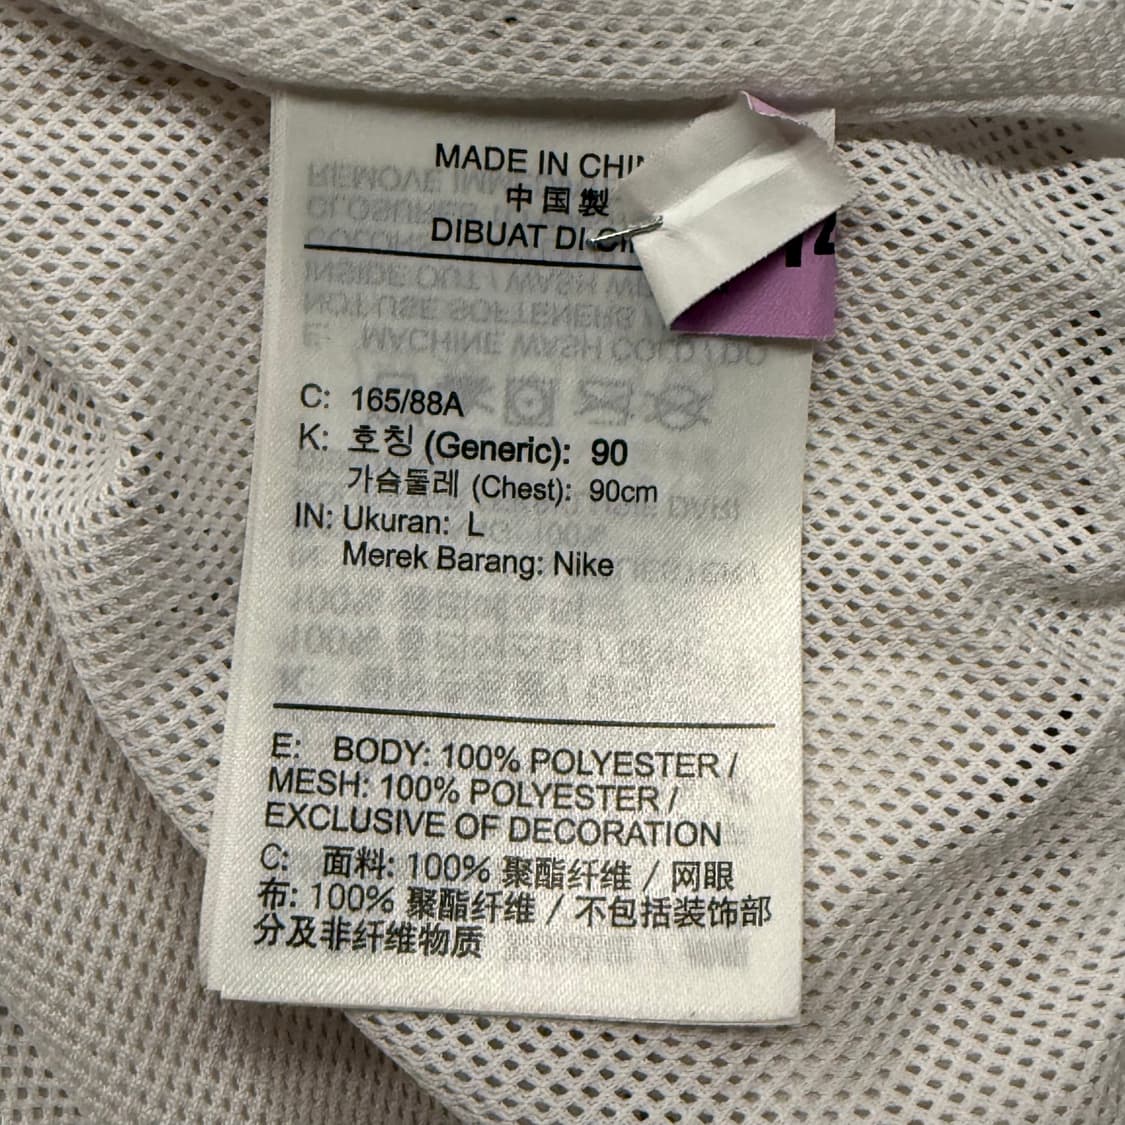 MADE IN
中国製
DIBUAT DI
C: 165/88A
K: 호칭 (Generic): 90
가슴둘레 (Chest): 90cm
IN: Ukuran: L
Merek Barang: Nike
E: BODY: 100% POLYESTER /
MESH: 100% POLYESTER /
EXCLUSIVE OF DECORATION
C: 面料: 100% 聚酯纤维 / 网眼
布: 100% 聚酯纤维 / 不包括装饰部
分及非纤维物质